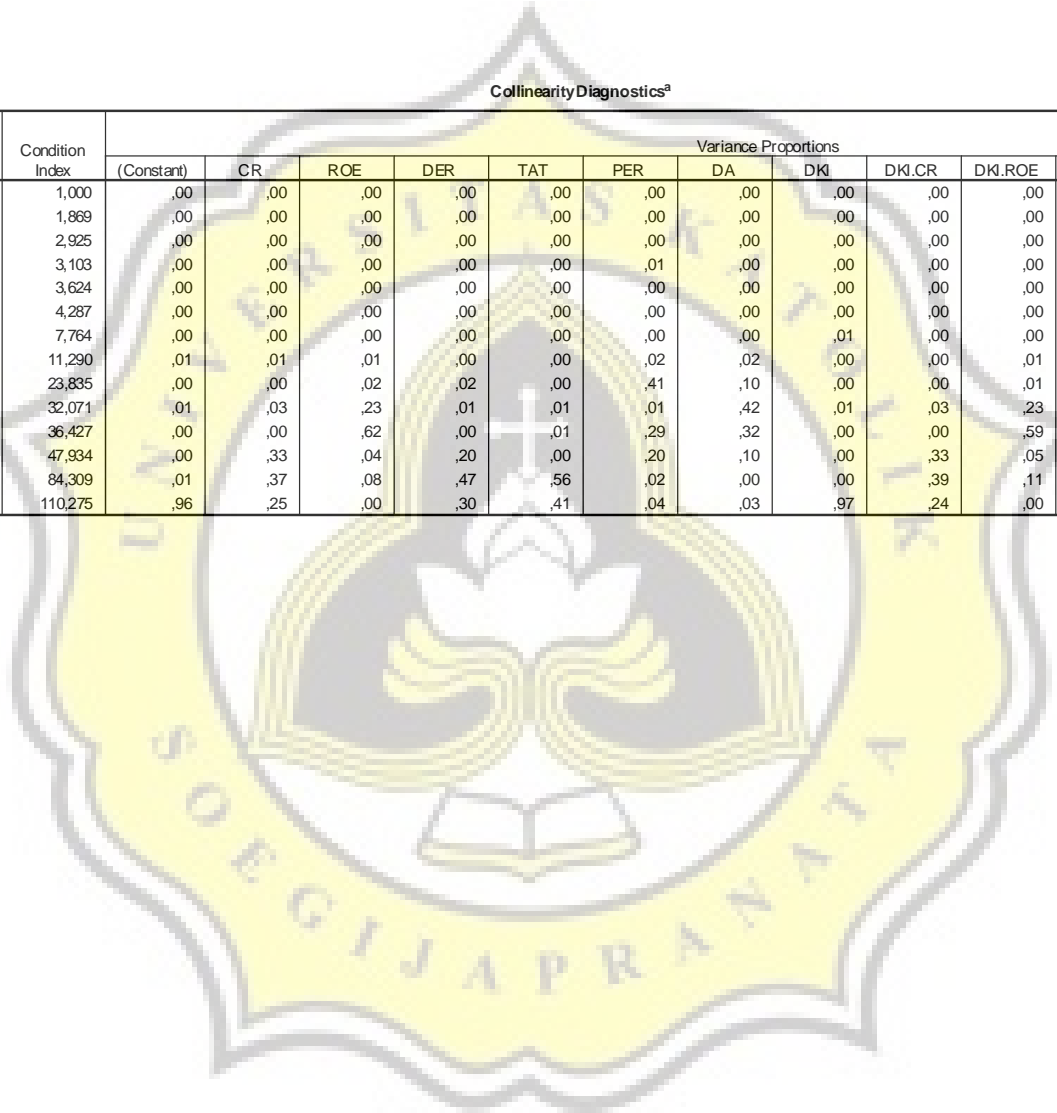 Collinearity Diagnosticsᵃ
Condition Index Variance Proportions
(Constant) CR ROE DER TAT PER DA DKI DKI.CR DKI.ROE
1,000 ,00 ,00 ,00 ,00 ,00 ,00 ,00 ,00 ,00 ,00
1,869 ,00 ,00 ,00 ,00 ,00 ,00 ,00 ,00 ,00 ,00
2,925 ,00 ,00 ,00 ,00 ,00 ,00 ,00 ,00 ,00 ,00
3,103 ,00 ,00 ,00 ,00 ,00 ,01 ,00 ,00 ,00 ,00
3,624 ,00 ,00 ,00 ,00 ,00 ,00 ,00 ,00 ,00 ,00
4,287 ,00 ,00 ,00 ,00 ,00 ,00 ,00 ,00 ,00 ,00
7,764 ,00 ,00 ,00 ,00 ,00 ,00 ,00 ,01 ,00 ,00
11,290 ,01 ,01 ,01 ,00 ,00 ,02 ,02 ,00 ,00 ,01
23,835 ,00 ,00 ,02 ,02 ,00 ,41 ,10 ,00 ,00 ,01
32,071 ,01 ,03 ,23 ,01 ,01 ,01 ,42 ,01 ,03 ,23
36,427 ,00 ,00 ,62 ,00 ,01 ,29 ,32 ,00 ,00 ,59
47,934 ,00 ,33 ,04 ,20 ,00 ,20 ,10 ,00 ,33 ,05
84,309 ,01 ,37 ,08 ,47 ,56 ,02 ,00 ,00 ,39 ,11
110,275 ,96 ,25 ,00 ,30 ,41 ,04 ,03 ,97 ,24 ,00
UNIVERSITAS KATOLIK
SOEGIJAPRANATA